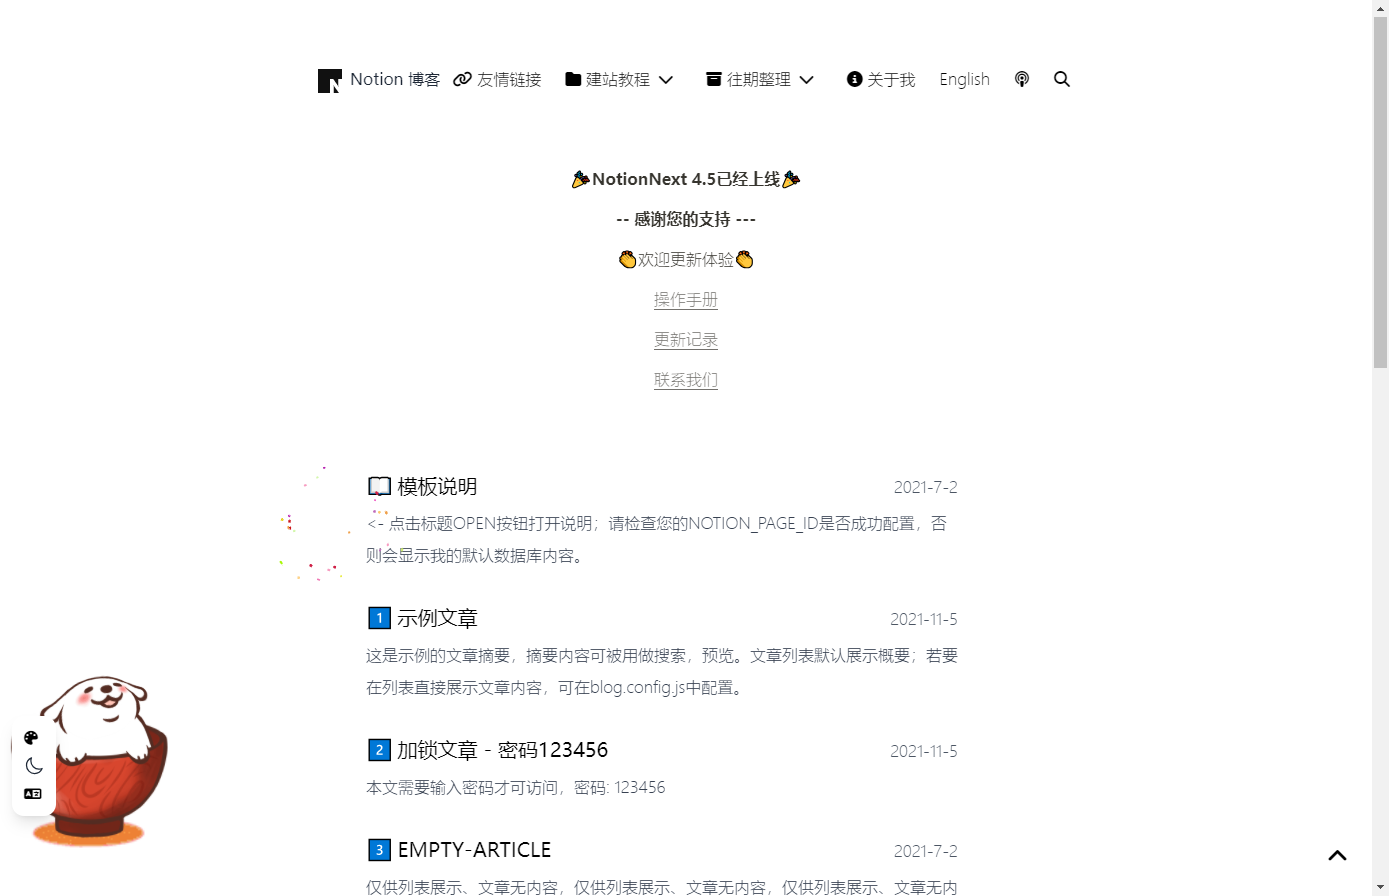 Notion 博客 友情链接 建站教程 往期整理 关于我 English
🎉NotionNext 4.5已经上线🎉
-- 感谢您的支持 ---
👏欢迎更新体验👏
操作手册
更新记录
联系我们
模板说明 2021-7-2
<- 点击标题OPEN按钮打开说明；请检查您的NOTION_PAGE_ID是否成功配置，否
则会显示我的默认数据库内容。
1 示例文章 2021-11-5
这是示例的文章摘要，摘要内容可被用做搜索，预览。文章列表默认展示概要；若要
在列表直接展示文章内容，可在blog.config.js中配置。
2 加锁文章 - 密码123456 2021-11-5
本文需要输入密码才可访问，密码: 123456
3 EMPTY-ARTICLE 2021-7-2
仅供列表展示、文章无内容，仅供列表展示、文章无内容，仅供列表展示、文章无内